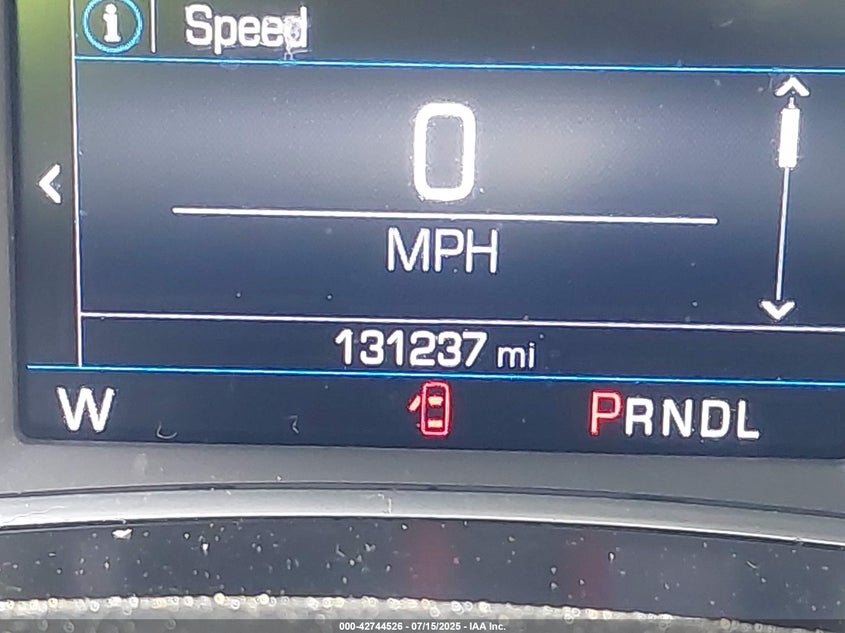 i Speed
0
MPH
131237 mi
W PRNDL
000-42744526 - 07/15/2025 - IAA Inc.